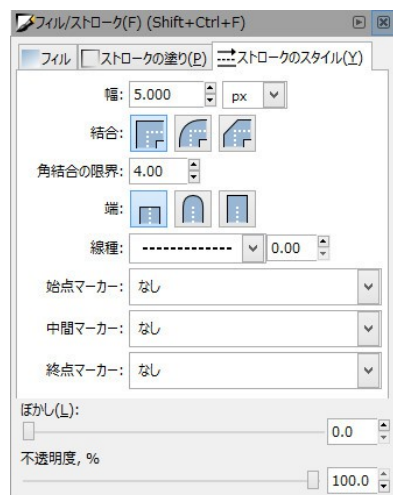 フィル/ストローク(F) (Shift+Ctrl+F)
フィル ストロークの塗り(P) ストロークのスタイル(Y)
幅: 5.000 px
結合:
角結合の限界: 4.00
端:
線種: 0.00
始点マーカー: なし
中間マーカー: なし
終点マーカー: なし
ぼかし(L):
0.0
不透明度, %
100.0